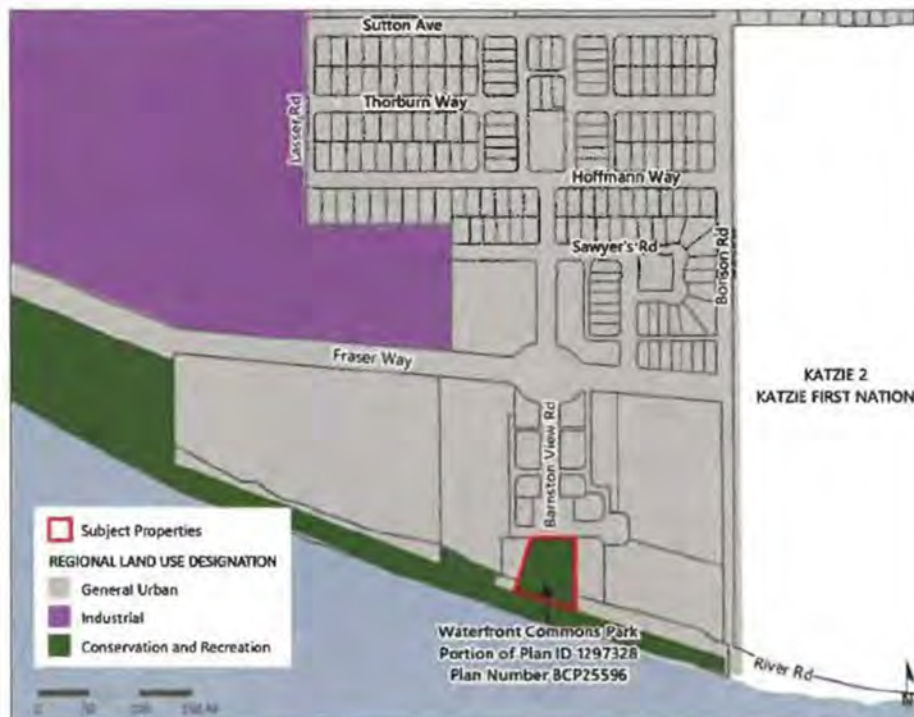 Sutton Ave
Lasser Rd
Thorburn Way
Hoffmann Way
Sawyer's Rd
Bonson Rd
Fraser Way
KATZIE 2
KATZIE FIRST NATION
Barnston View Rd
Subject Properties
REGIONAL LAND USE DESIGNATION
General Urban
Industrial
Conservation and Recreation
Waterfront Commons Park
Portion of Plan ID 1297328
Plan Number BCP25596
River Rd
0
N